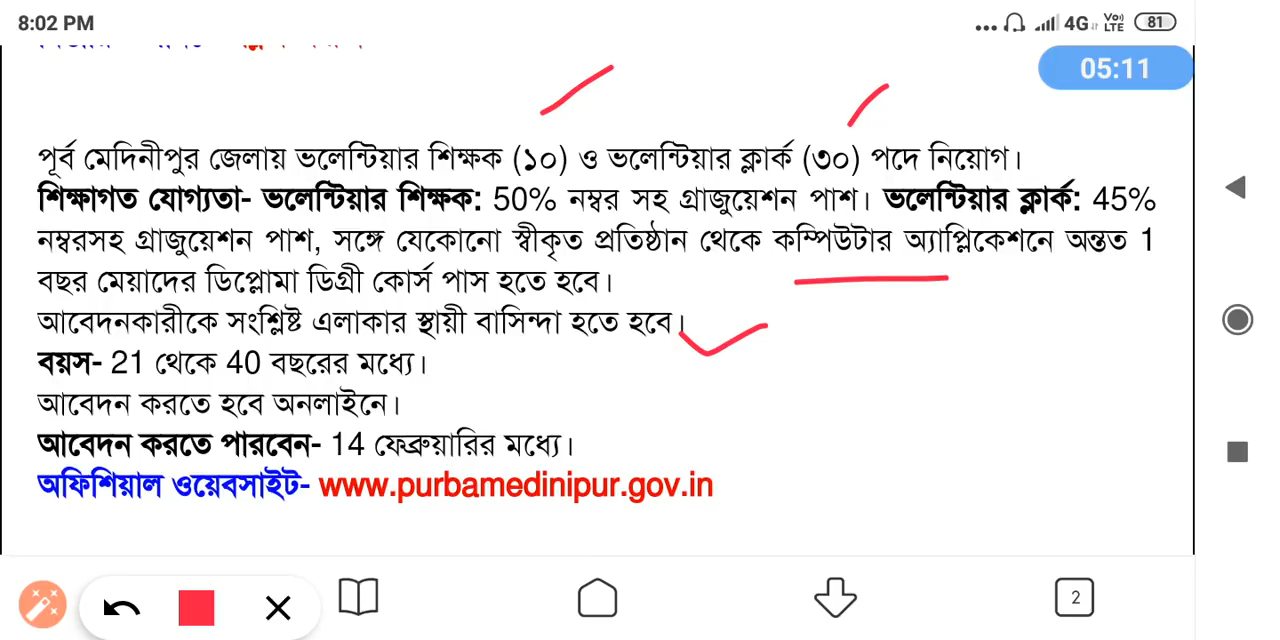 8:02 PM
4G
Vo))
LTE
81
05:11
পূর্ব মেদিনীপুর জেলায় ভলেন্টিয়ার শিক্ষক (১০) ও ভলেন্টিয়ার ক্লার্ক (৩০) পদে নিয়োগ।
শিক্ষাগত যোগ্যতা- ভলেন্টিয়ার শিক্ষক: 50% নম্বর সহ গ্রাজুয়েশন পাশ। ভলেন্টিয়ার ক্লার্ক: 45%
নম্বরসহ গ্রাজুয়েশন পাশ, সঙ্গে যেকোনো স্বীকৃত প্রতিষ্ঠান থেকে কম্পিউটার অ্যাপ্লিকেশনে অন্তত 1
বছর মেয়াদের ডিপ্লোমা ডিগ্রী কোর্স পাস হতে হবে।
আবেদনকারীকে সংশ্লিষ্ট এলাকার স্থায়ী বাসিন্দা হতে হবে।
বয়স- 21 থেকে 40 বছরের মধ্যে।
আবেদন করতে হবে অনলাইনে।
আবেদন করতে পারবেন- 14 ফেব্রুয়ারির মধ্যে।
অফিশিয়াল ওয়েবসাইট- www.purbamedinipur.gov.in
2